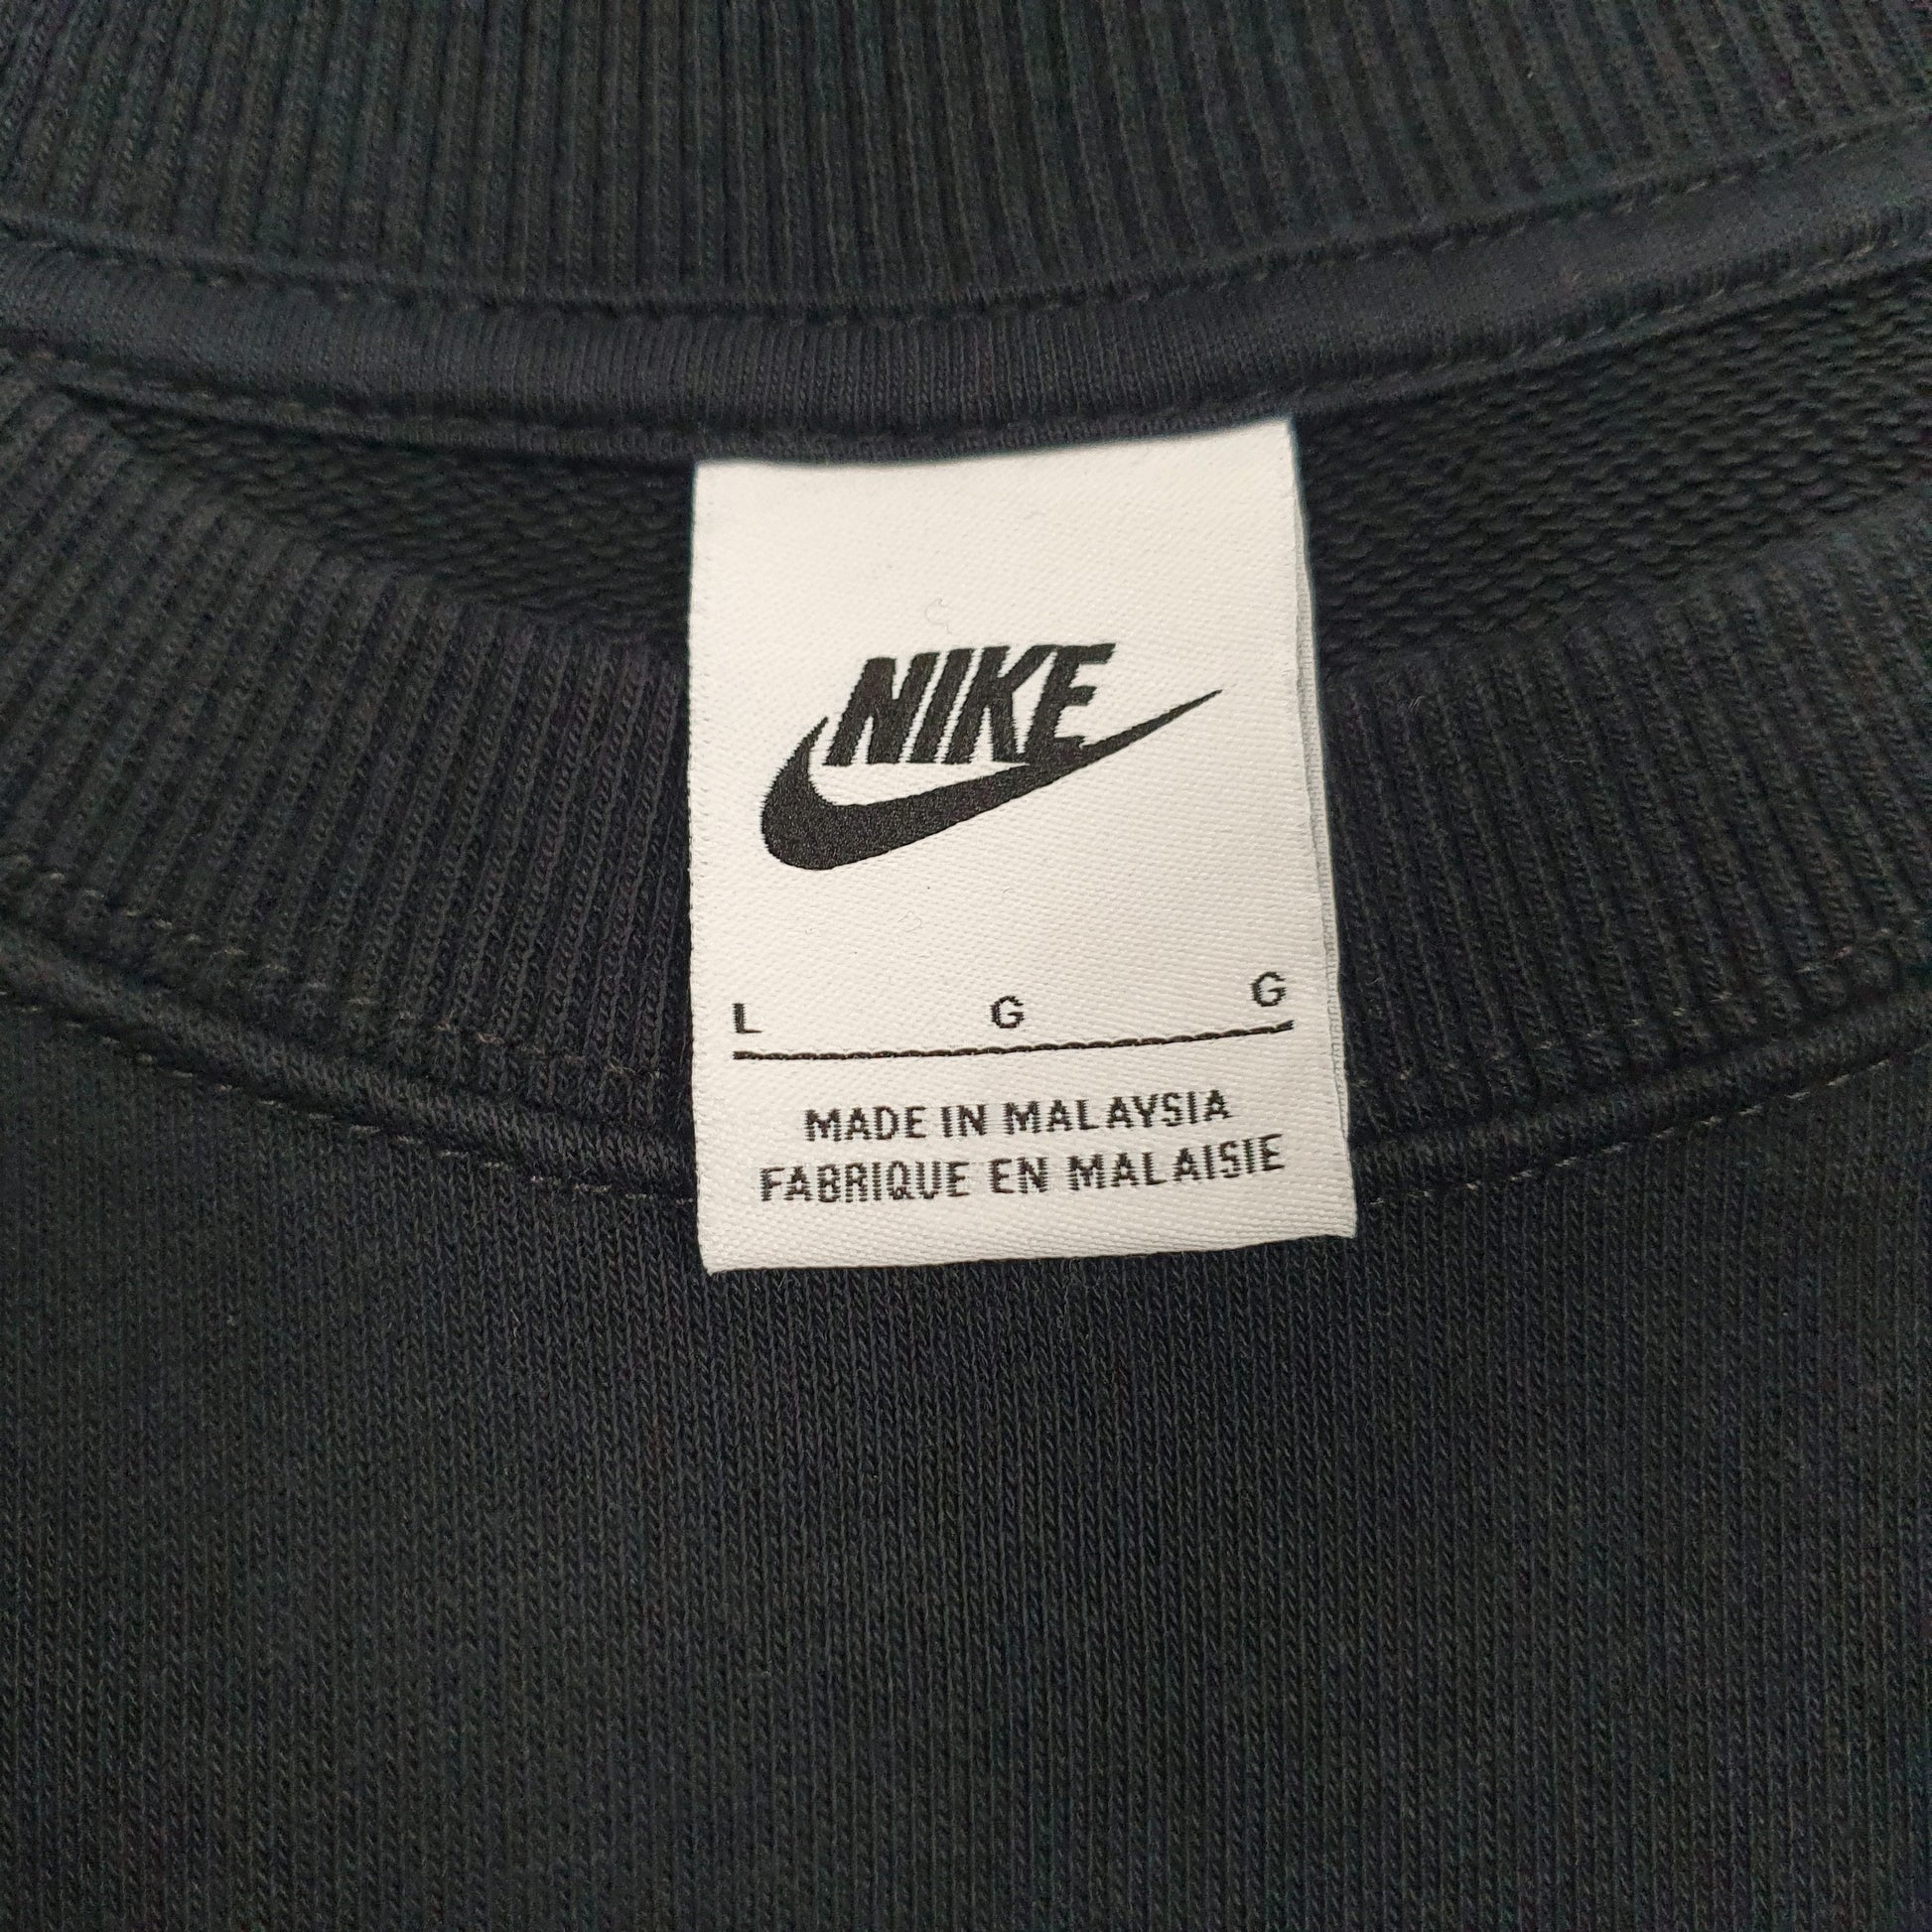 NIKE
L G G
MADE IN MALAYSIA
FABRIQUE EN MALAISIE